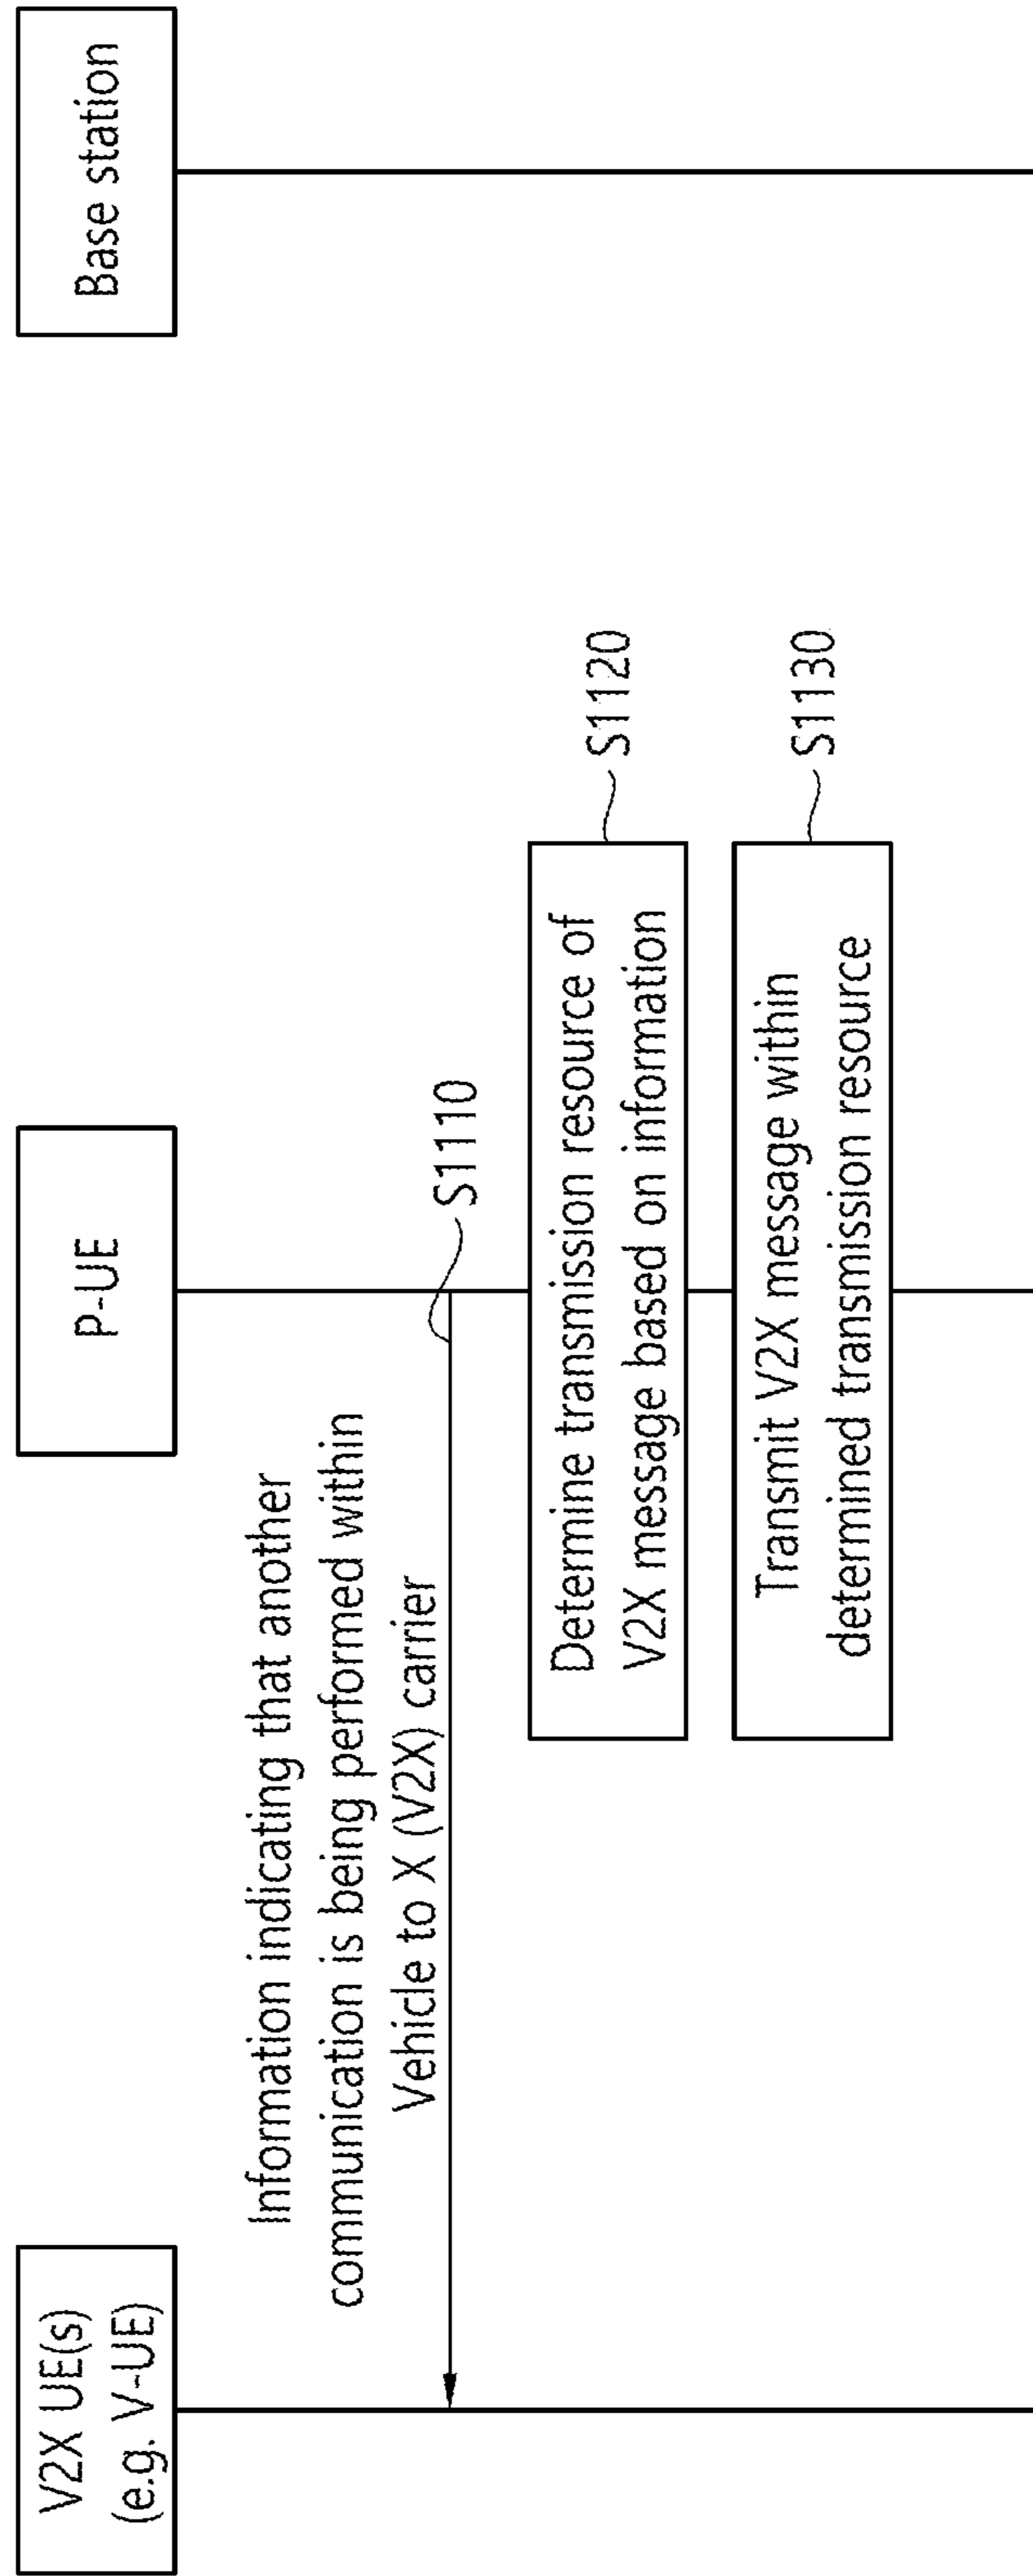 V2X UE(s)
(e.g. V-UE)
P-UE
Base station
Information indicating that another
communication is being performed within
Vehicle to X (V2X) carrier
S1110
Determine transmission resource of
V2X message based on information
S1120
Transmit V2X message within
determined transmission resource
S1130